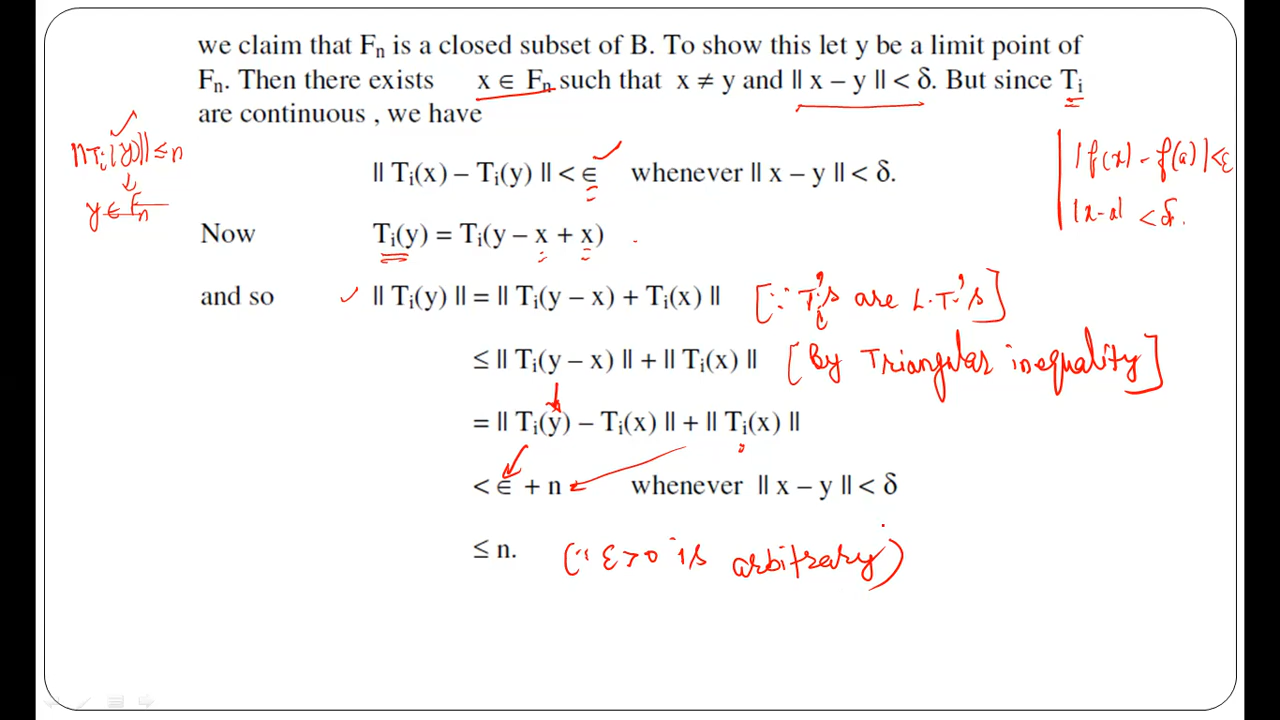 we claim that Fn is a closed subset of B. To show this let y be a limit point of
Fn. Then there exists x ∈ Fn such that x ≠ y and || x – y || < δ. But since Ti
are continuous , we have
||Ti(y)|| ≤ n
↓
y ∈ Fn
|f(x) - f(a)| < ε
|x-a| < δ.
|| Ti(x) – Ti(y) || < ∈ whenever || x – y || < δ.
Now Ti(y) = Ti(y – x + x)
and so || Ti(y) || = || Ti(y – x) + Ti(x) || [∵ Ti's are L.T.'s]
≤ || Ti(y – x) || + || Ti(x) || [By Triangular inequality]
= || Ti(y) – Ti(x) || + || Ti(x) ||
< ∈ + n whenever || x – y || < δ
≤ n. (∵ ε > 0 is arbitrary)